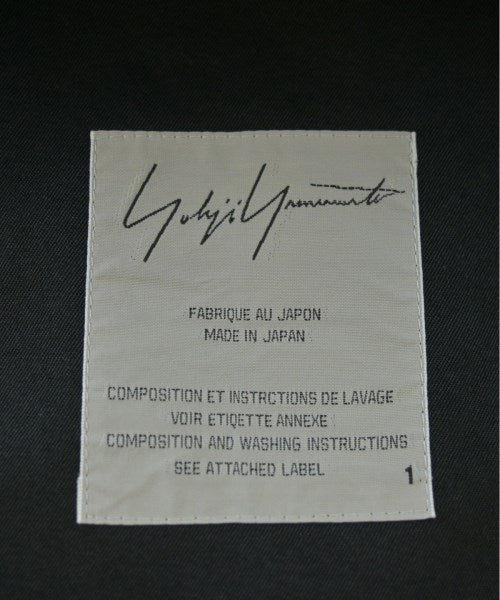 Yohji Yamamoto
FABRIQUE AU JAPON
MADE IN JAPAN
COMPOSITION ET INSTRCTIONS DE LAVAGE
VOIR ETIQETTE ANNEXE
COMPOSITION AND WASHING INSTRUCTIONS
SEE ATTACHED LABEL
1